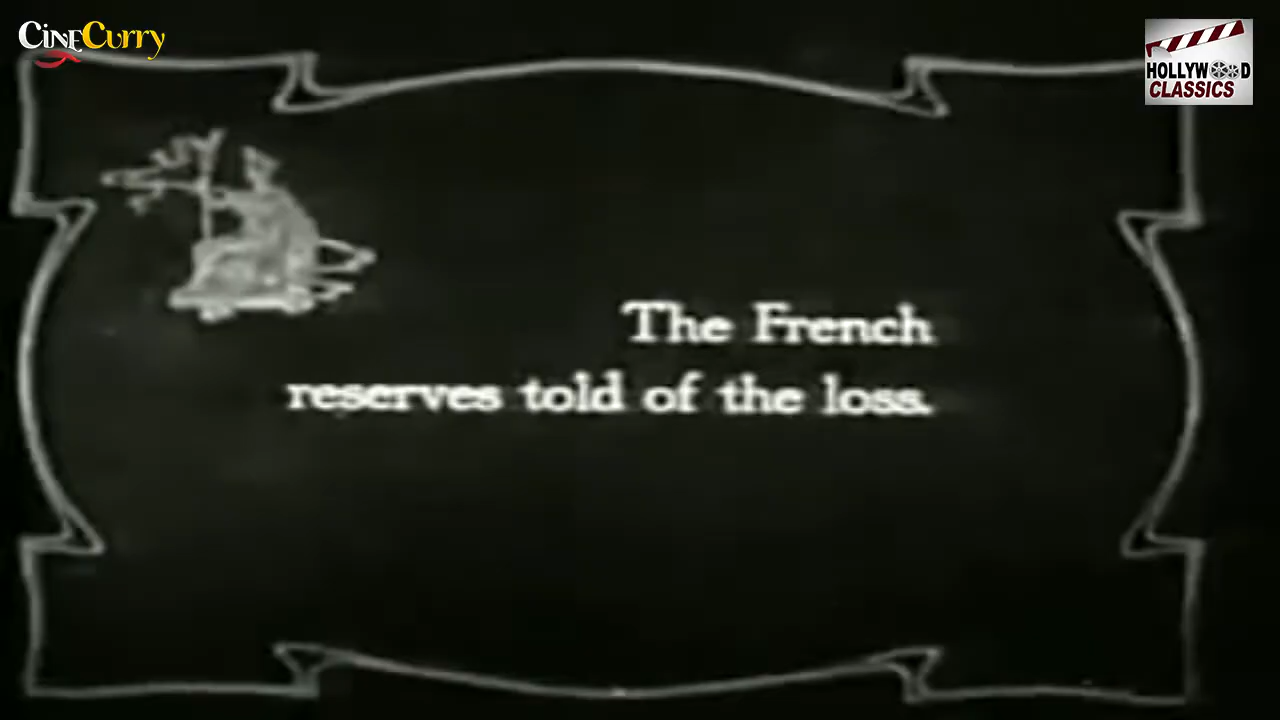 CineCurry
HOLLYWOOD
CLASSICS
The French
reserves told of the loss.